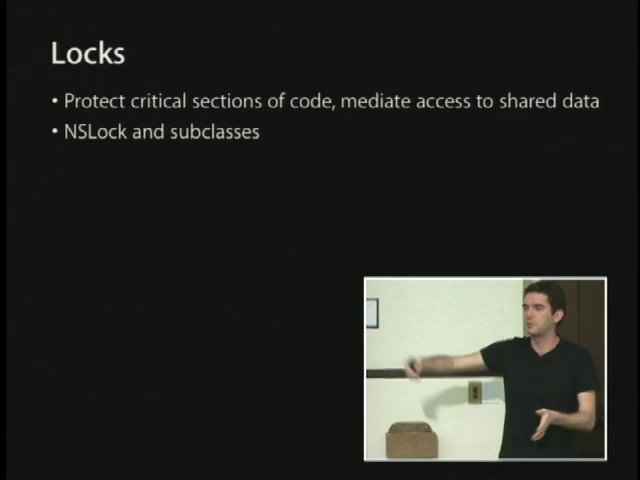 Locks
• Protect critical sections of code, mediate access to shared data
• NSLock and subclasses